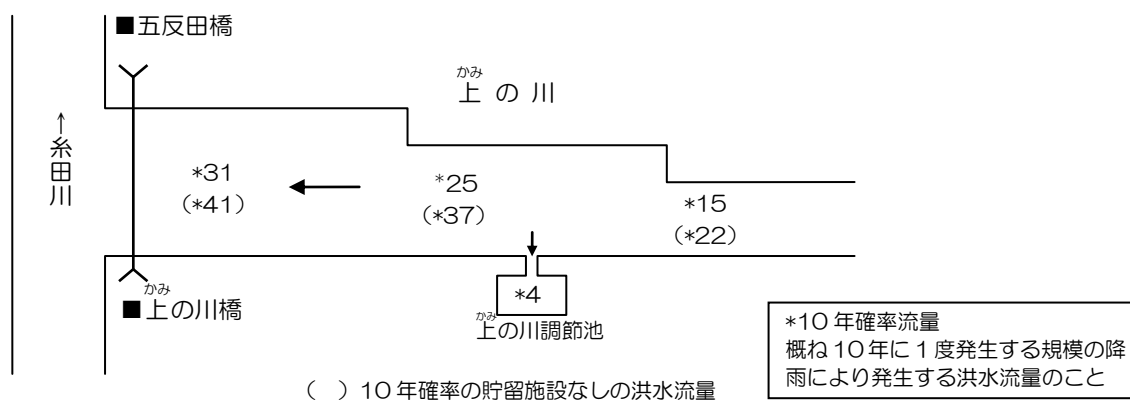 ■五反田橋
かみ
上の川
↑糸田川
*31
(*41)
*25
(*37)
*15
(*22)
*4
かみ
■上の川橋
かみ
上の川調節池
*10年確率流量
概ね10年に1度発生する規模の降
雨により発生する洪水流量のこと
( )10年確率の貯留施設なしの洪水流量